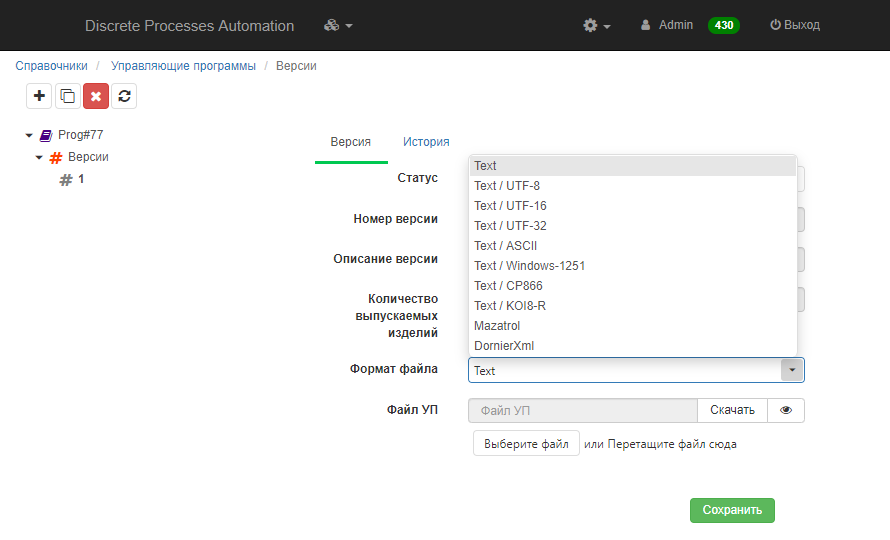 Discrete Processes Automation
Admin 430 Выход
Справочники / Управляющие программы / Версии
Prog#77
Версии
# 1
Версия История
Статус
Номер версии
Описание версии
Количество
выпускаемых
изделий
Text
Text / UTF-8
Text / UTF-16
Text / UTF-32
Text / ASCII
Text / Windows-1251
Text / CP866
Text / KOI8-R
Mazatrol
DornierXml
Формат файла Text
Файл УП Файл УП Скачать
Выберите файл или Перетащите файл сюда
Сохранить